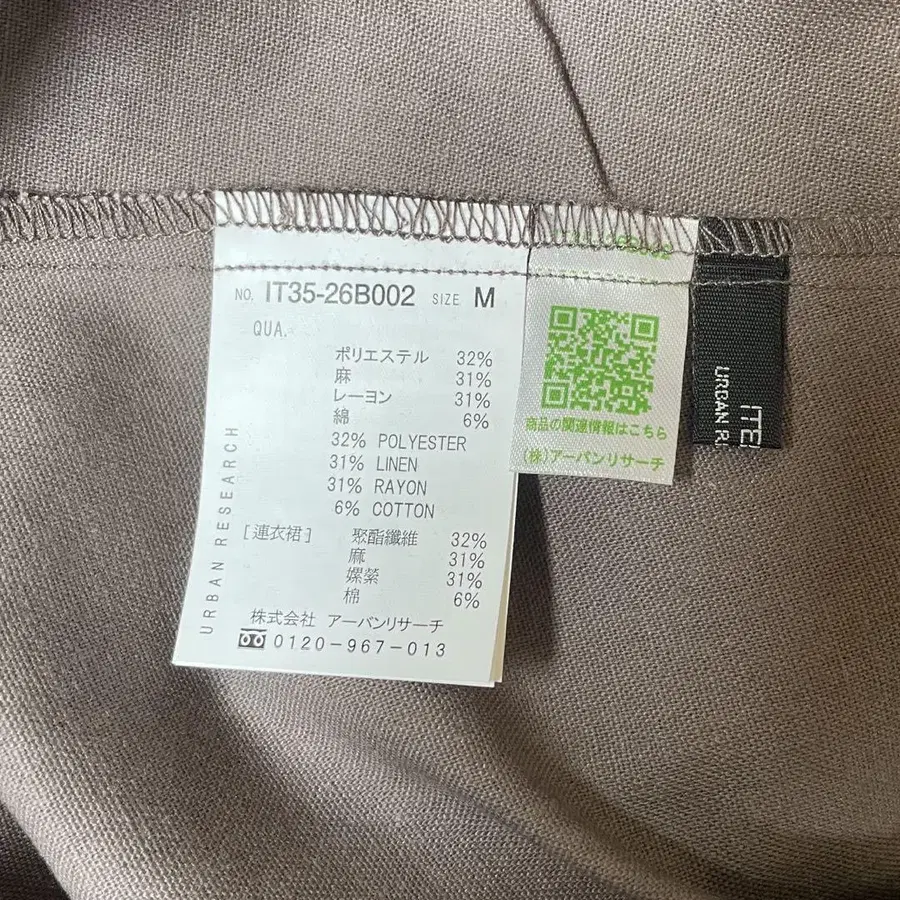 NO. IT35-26B002 SIZE M
QUA.
ポリエステル 32%
麻 31%
レーヨン 31%
綿 6%
32% POLYESTER
31% LINEN
31% RAYON
6% COTTON
[連衣裙] 聚酯纖維 32%
麻 31%
嫘縈 31%
棉 6%
株式会社 アーバンリサーチ
0120-967-013
URBAN RESEARCH
商品の関連情報はこちら
(株)アーバンリサーチ
URBAN